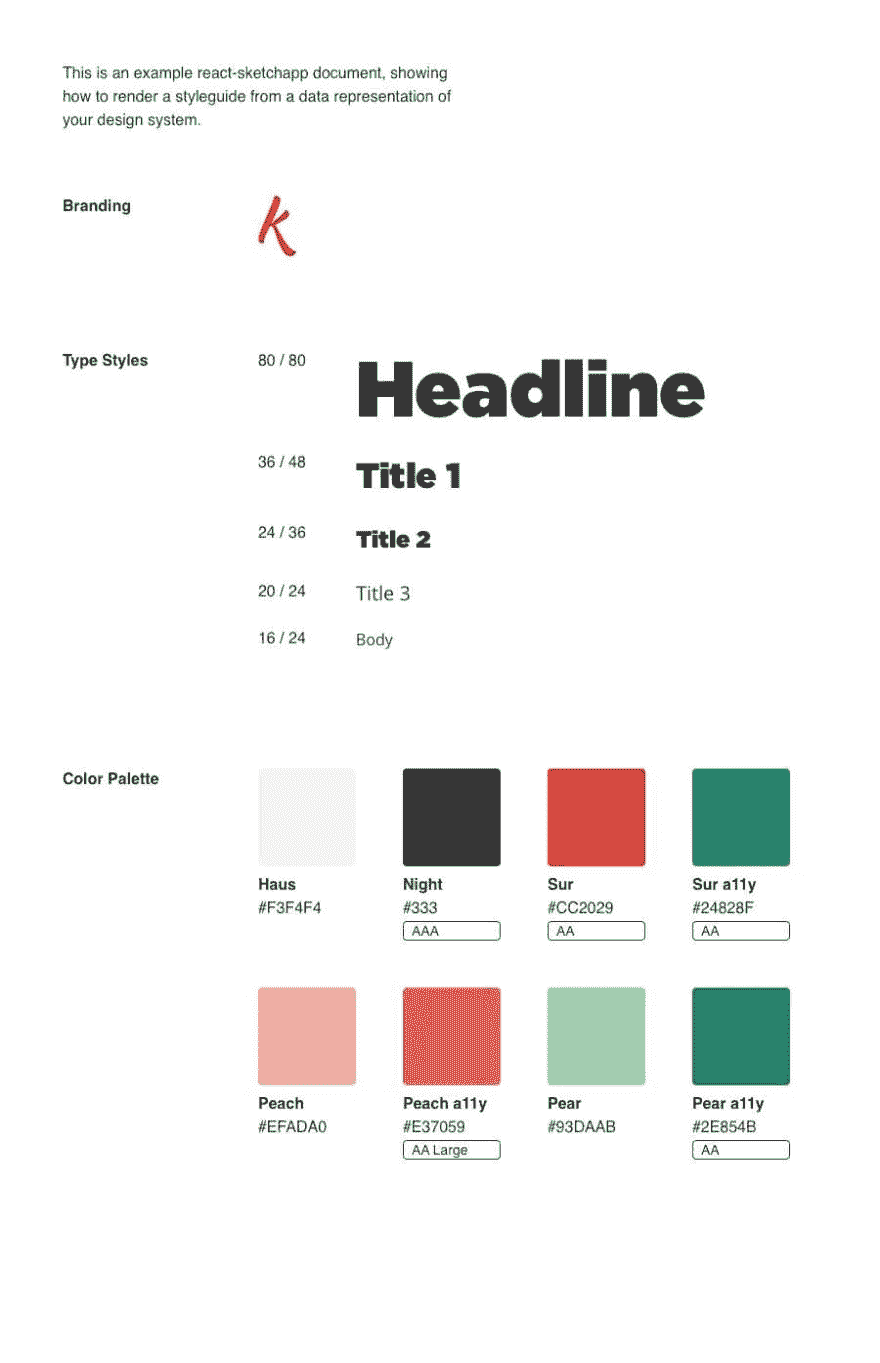 This is an example react-sketchapp document, showing
how to render a styleguide from a data representation of
your design system.
Branding
K
Type Styles
80 / 80
Headline
36 / 48
Title 1
24 / 36
Title 2
20 / 24
Title 3
16 / 24
Body
Color Palette
Haus
#F3F4F4
Night
#333
AAA
Sur
#CC2029
AA
Sur a11y
#24828F
AA
Peach
#EFADA0
Peach a11y
#E37059
AA Large
Pear
#93DAAB
Pear a11y
#2E854B
AA